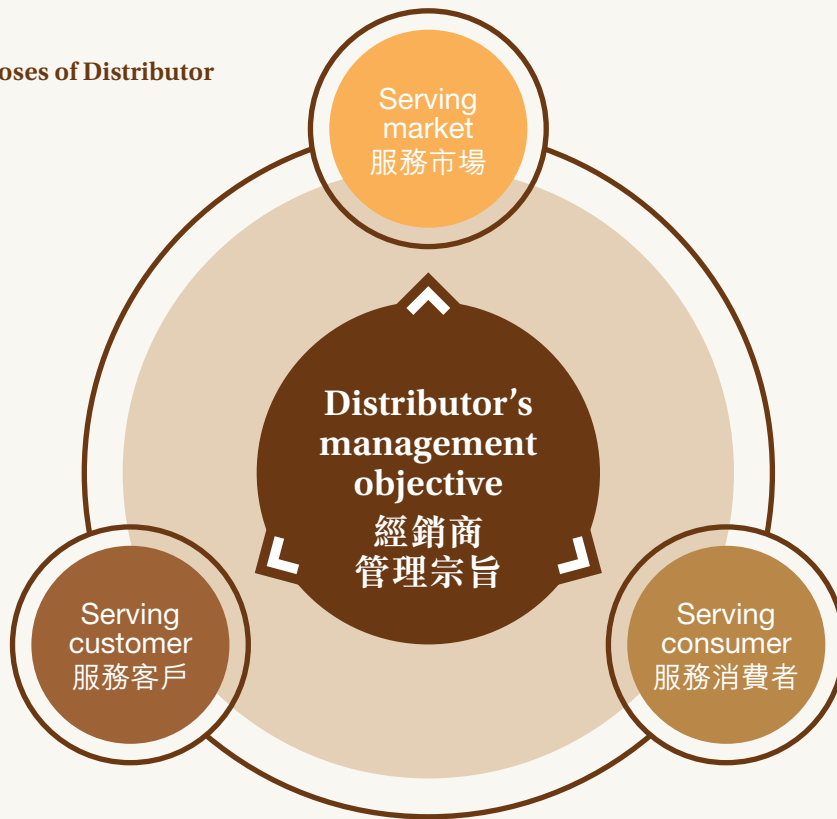 oses of Distributor
Serving
market
服務市場
Distributor’s
management
objective
經銷商
管理宗旨
Serving
customer
服務客戶
Serving
consumer
服務消費者